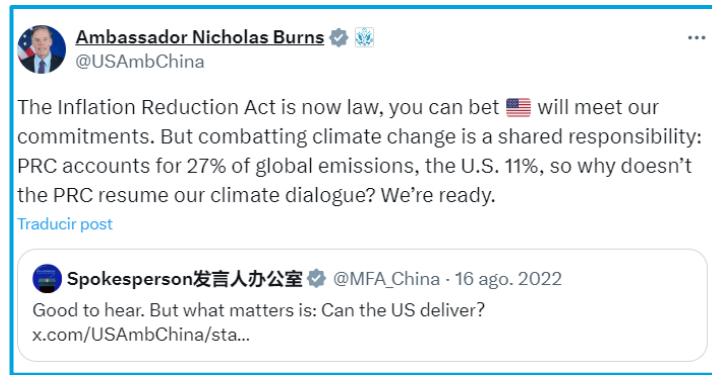 Ambassador Nicholas Burns
@USAmbChina
The Inflation Reduction Act is now law, you can bet 🇺🇸 will meet our
commitments. But combatting climate change is a shared responsibility:
PRC accounts for 27% of global emissions, the U.S. 11%, so why doesn’t
the PRC resume our climate dialogue? We’re ready.
Traducir post
Spokesperson发言人办公室 @MFA_China · 16 ago. 2022
Good to hear. But what matters is: Can the US deliver?
x.com/USAmbChina/sta...